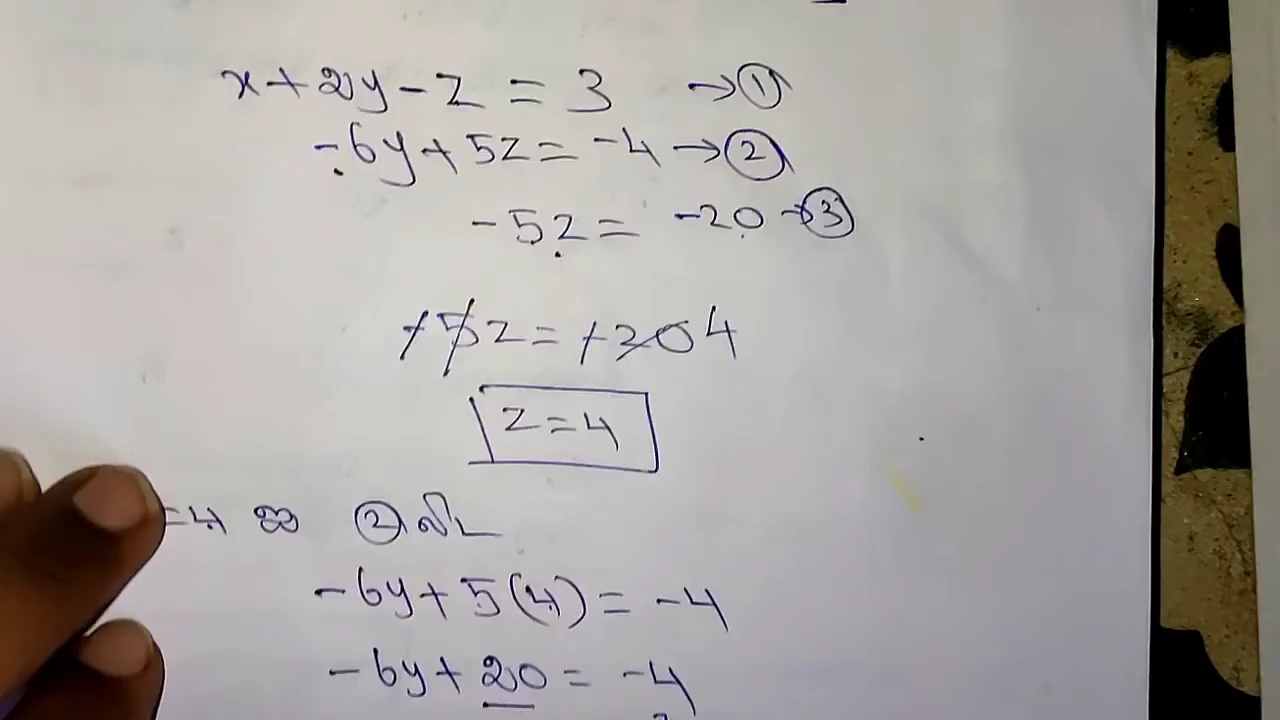 x + 2y - z = 3 → ①
-6y + 5z = -4 → ②
-5z = -20 → ③
-5z = -20 4
z = 4
=4 ஐ ② லிட
-6y + 5(4) = -4
-6y + 20 = -4